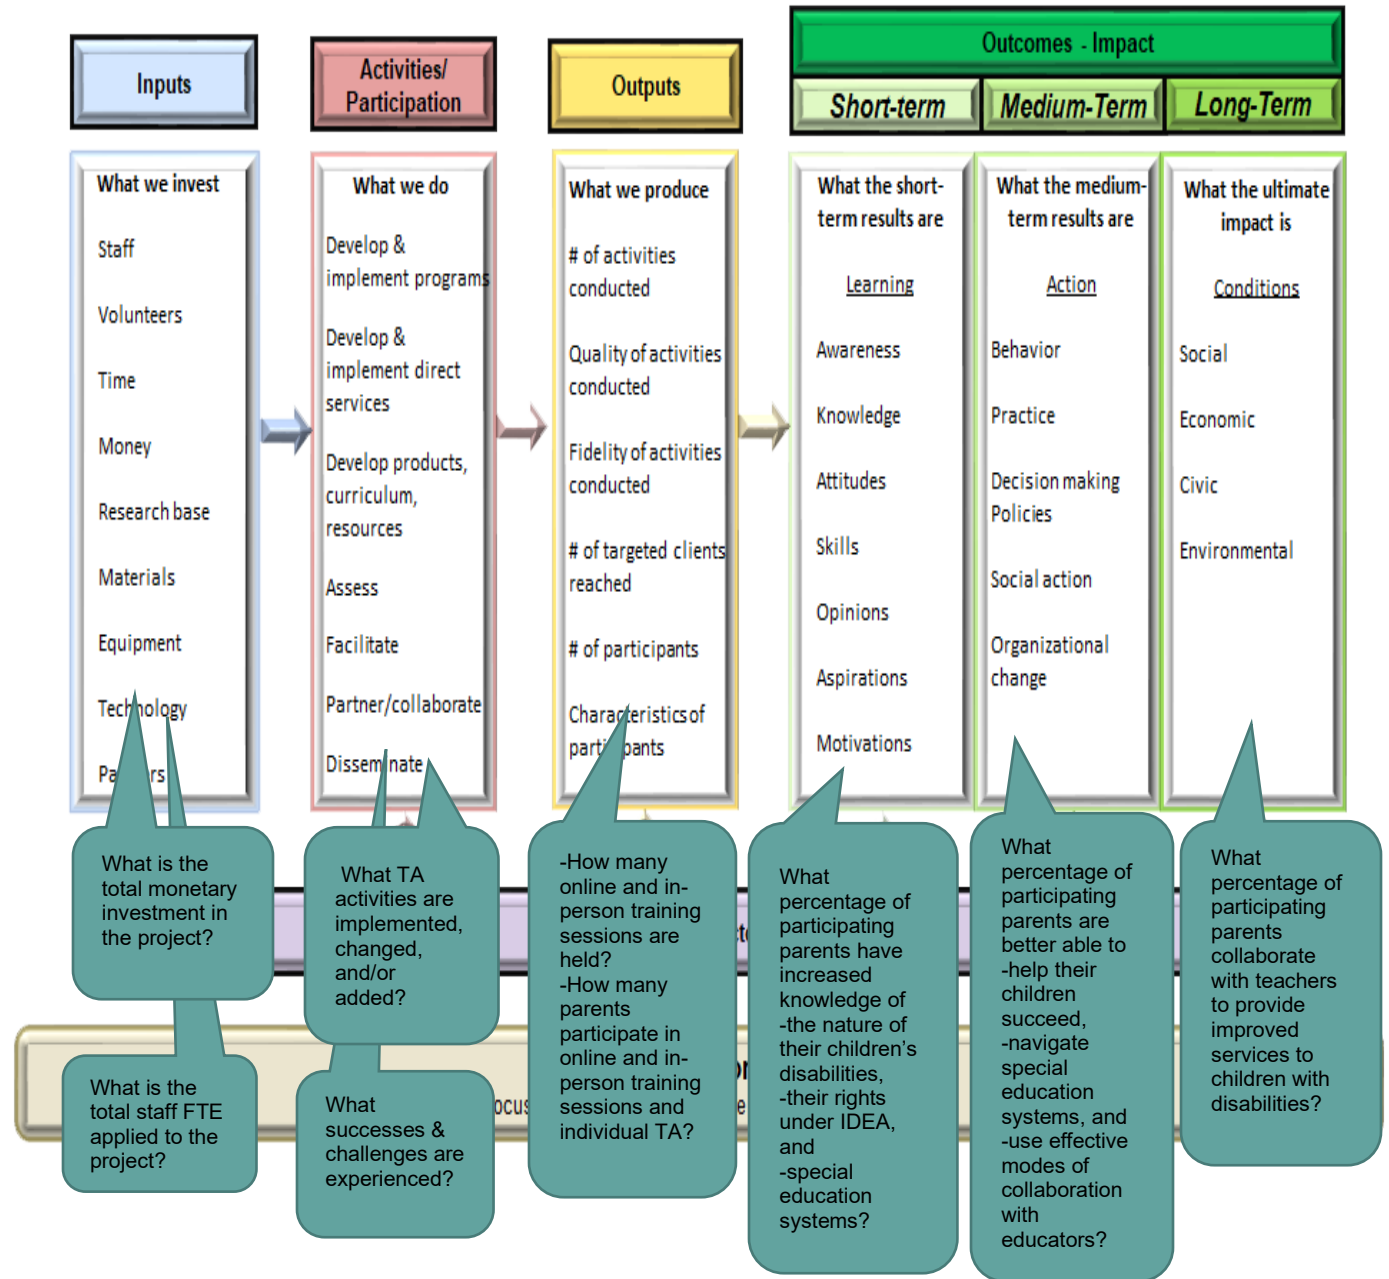 Inputs
Activities/
Participation
Outputs
Outcomes - Impact
Short-term
Medium-Term
Long-Term
What we invest
Staff
Volunteers
Time
Money
Research base
Materials
Equipment
Technology
What we do
Develop &
implement programs
Develop &
implement direct
services
Develop products,
curriculum,
resources
Assess
Facilitate
Partner/collaborate
Disseminate
What we produce
# of activities
conducted
Quality of activities
conducted
Fidelity of activities
conducted
# of targeted clients
reached
# of participants
Characteristics of
participants
What the short-
term results are
Learning
Awareness
Knowledge
Attitudes
Skills
Opinions
Aspirations
Motivations
What the medium-
term results are
Action
Behavior
Practice
Decision making
Policies
Social action
Organizational
change
What the ultimate
impact is
Conditions
Social
Economic
Civic
Environmental
What is the
total monetary
investment in
the project?
What is the
total staff FTE
applied to the
project?
What TA
activities are
implemented,
changed,
and/or
added?
What
successes &
challenges are
experienced?
-How many
online and in-
person training
sessions are
held?
-How many
parents
participate in
online and in-
person training
sessions and
individual TA?
What
percentage of
participating
parents have
increased
knowledge of
-the nature of
their children's
disabilities,
-their rights
under IDEA,
and
-special
education
systems?
What
percentage of
participating
parents are
better able to
-help their
children
succeed,
-navigate
special
education
systems, and
-use effective
modes of
collaboration
with
educators?
What
percentage of
participating
parents
collaborate
with teachers
to provide
improved
services to
children with
disabilities?